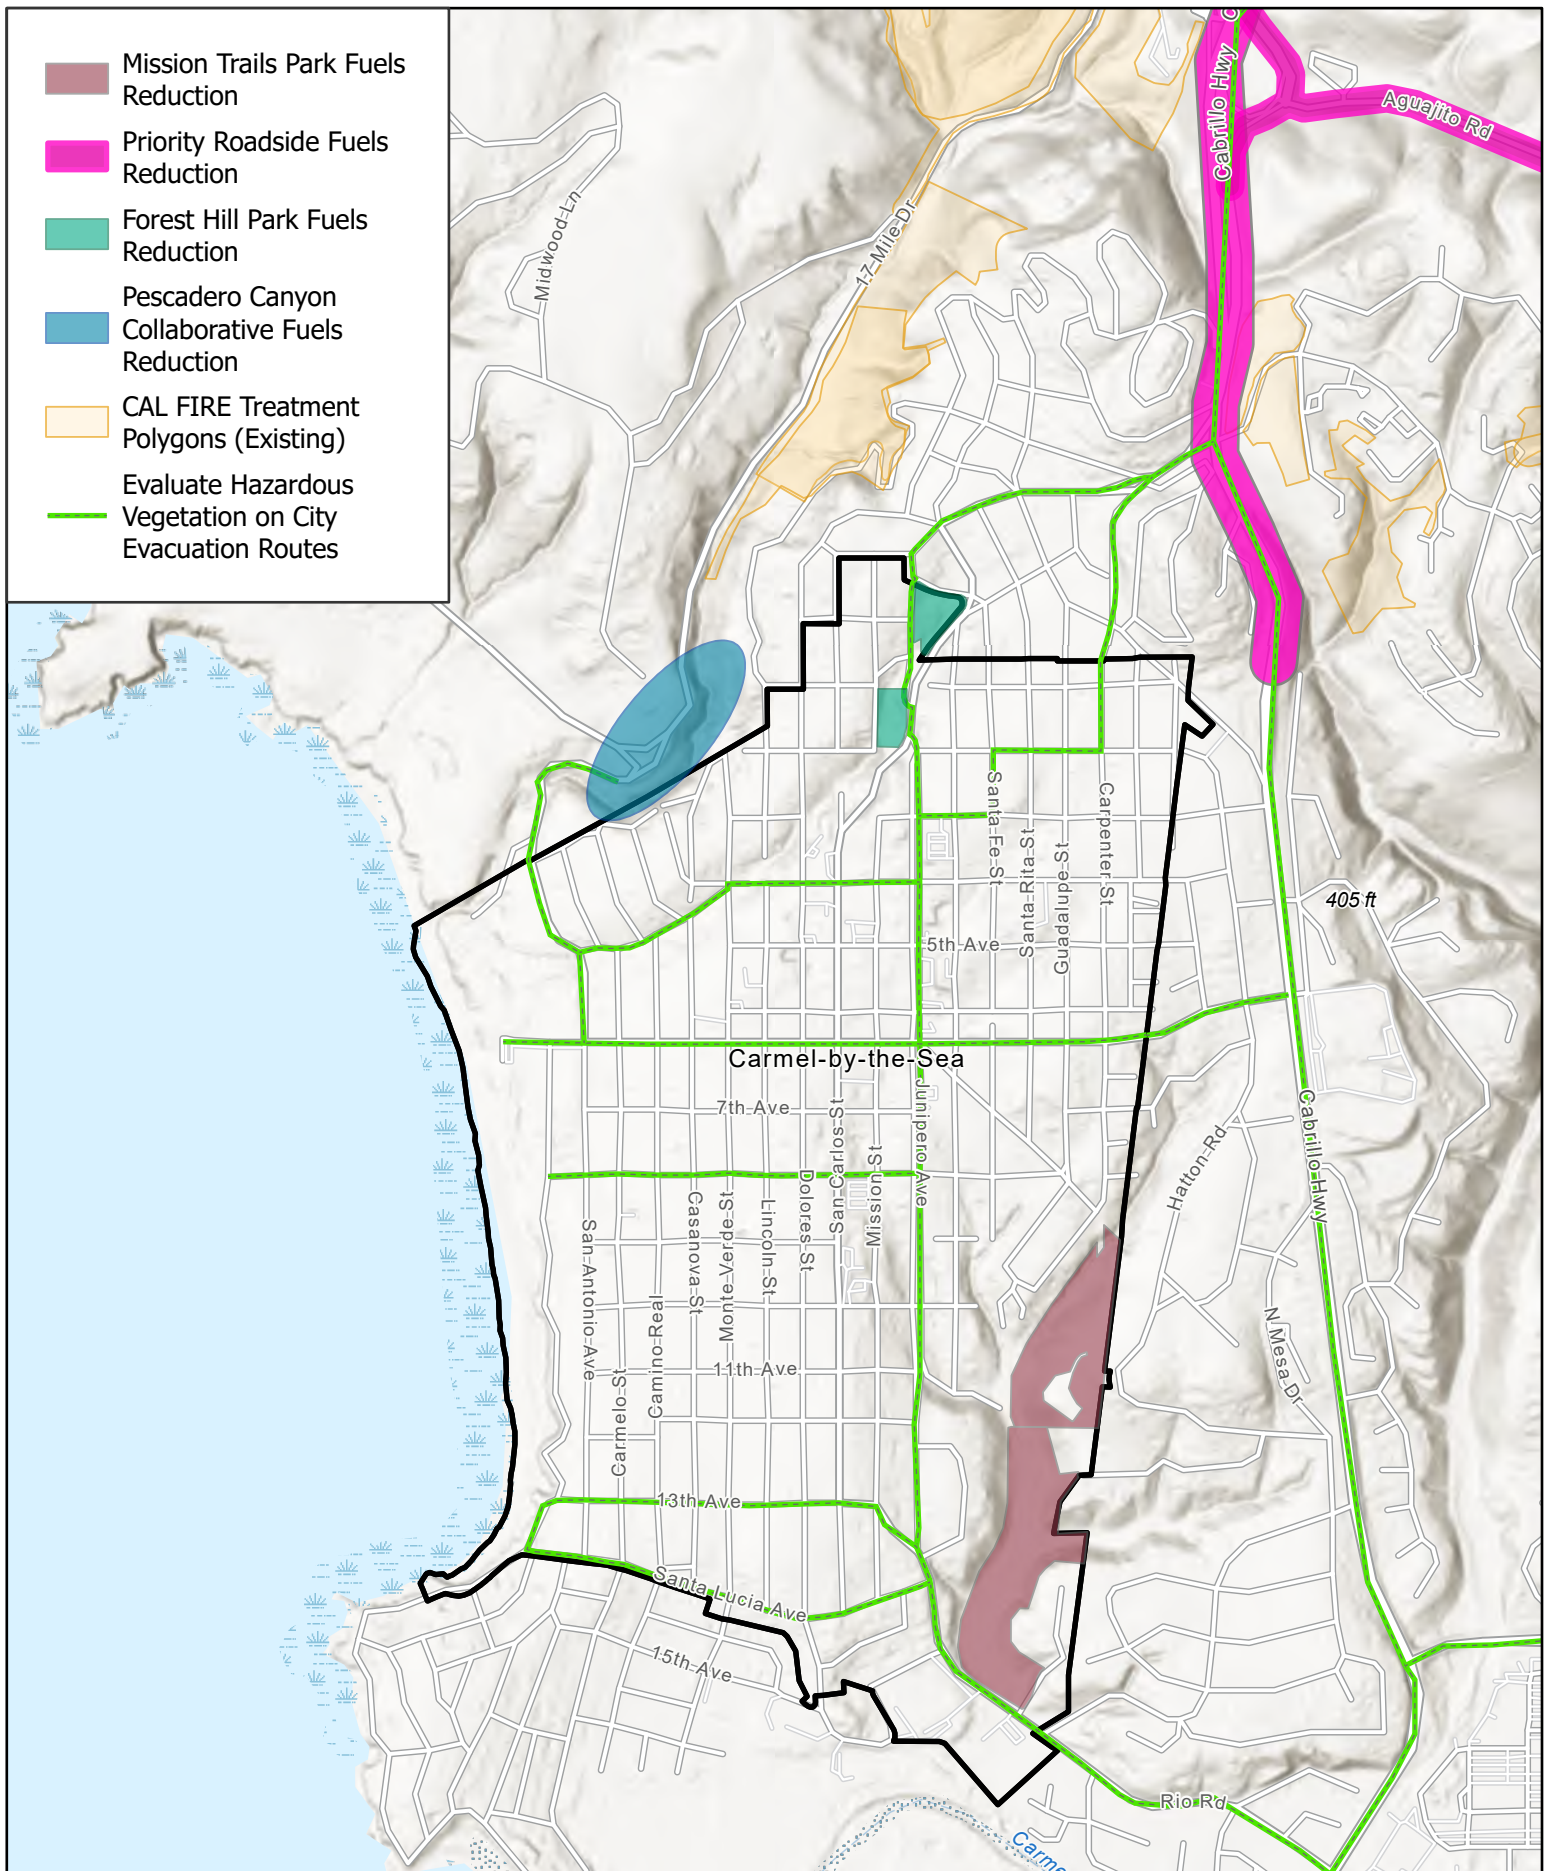 Mission Trails Park Fuels
Reduction
Priority Roadside Fuels
Reduction
Forest Hill Park Fuels
Reduction
Pescadero Canyon
Collaborative Fuels
Reduction
CAL FIRE Treatment
Polygons (Existing)
Evaluate Hazardous
Vegetation on City
Evacuation Routes
Cabrillo Hwy
Aguajito Rd
Midwood Ln
17 Mile Dr
Santa Fe St
Santa Rita St
Guadalupe St
Carpenter St
405 ft
5th Ave
Carmel-by-the-Sea
7th Ave
Junipero Ave
San Carlos St
Mission St
Dolores St
Lincoln St
Monte Verde St
Casanova St
San Antonio Ave
Camino Real
Carmelo St
Hatton Rd
Cabrillo Hwy
N Mesa Dr
11th Ave
13th Ave
Santa Lucia Ave
15th Ave
Rio Rd
Carme